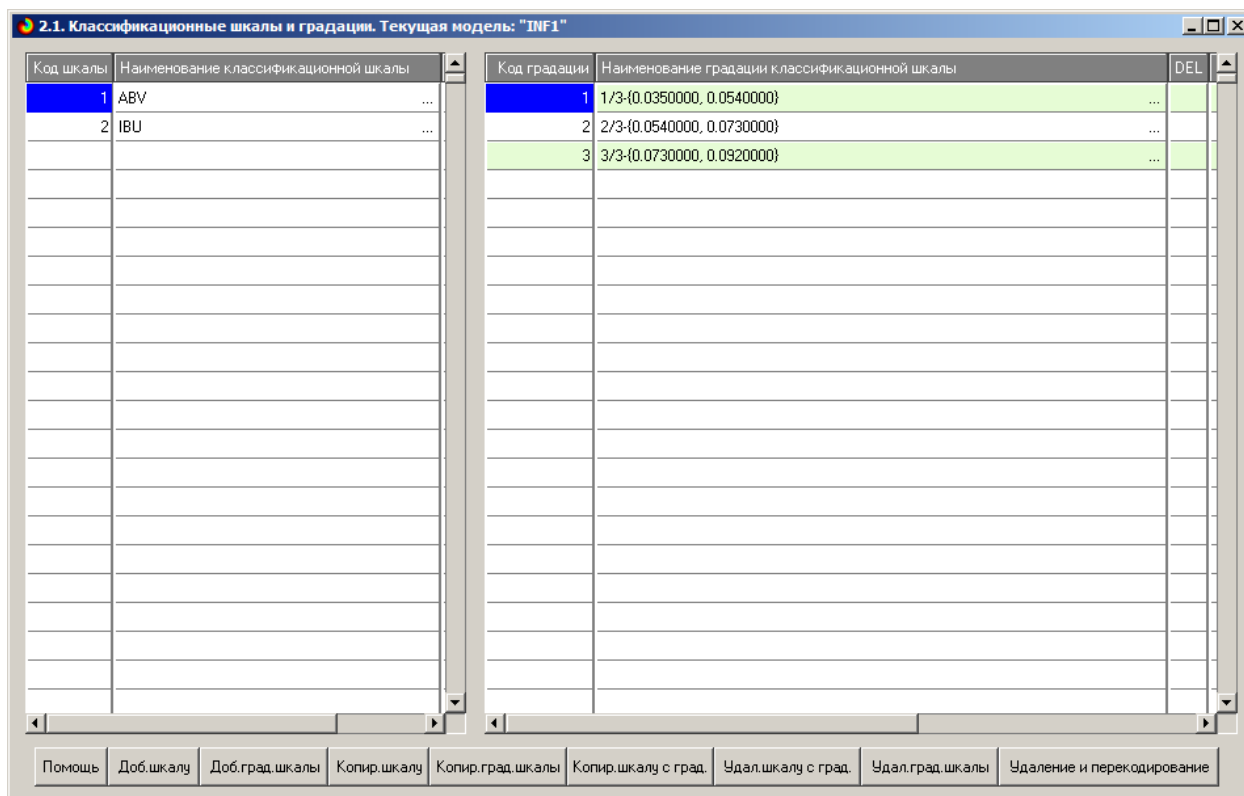 2.1. Классификационные шкалы и градации. Текущая модель: "INF1"
Код шкалы Наименование классификационной шкалы
1 ABV ...
2 IBU ...
Код градации Наименование градации классификационной шкалы DEL
1 1/3-{0.0350000, 0.0540000} ...
2 2/3-{0.0540000, 0.0730000} ...
3 3/3-{0.0730000, 0.0920000} ...
Помощь Доб.шкалу Доб.град.шкалы Копир.шкалу Копир.град.шкалы Копир.шкалу с град. Удал.шкалу с град. Удал.град.шкалы Удаление и перекодирование